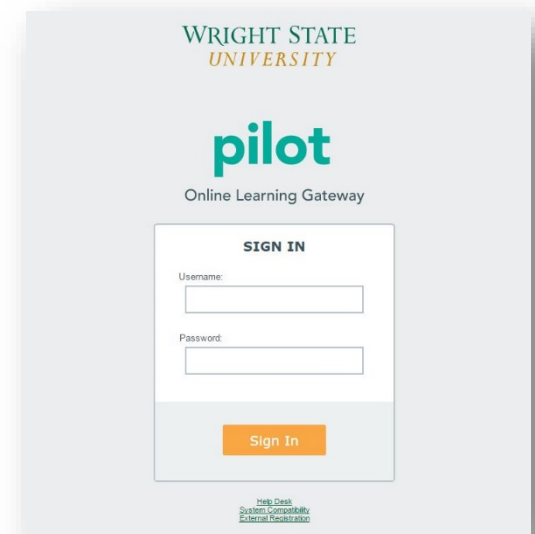 WRIGHT STATE
UNIVERSITY
pilot
Online Learning Gateway
SIGN IN
Username:
Password:
Sign In
Help Desk
System Compatibility
External Registration